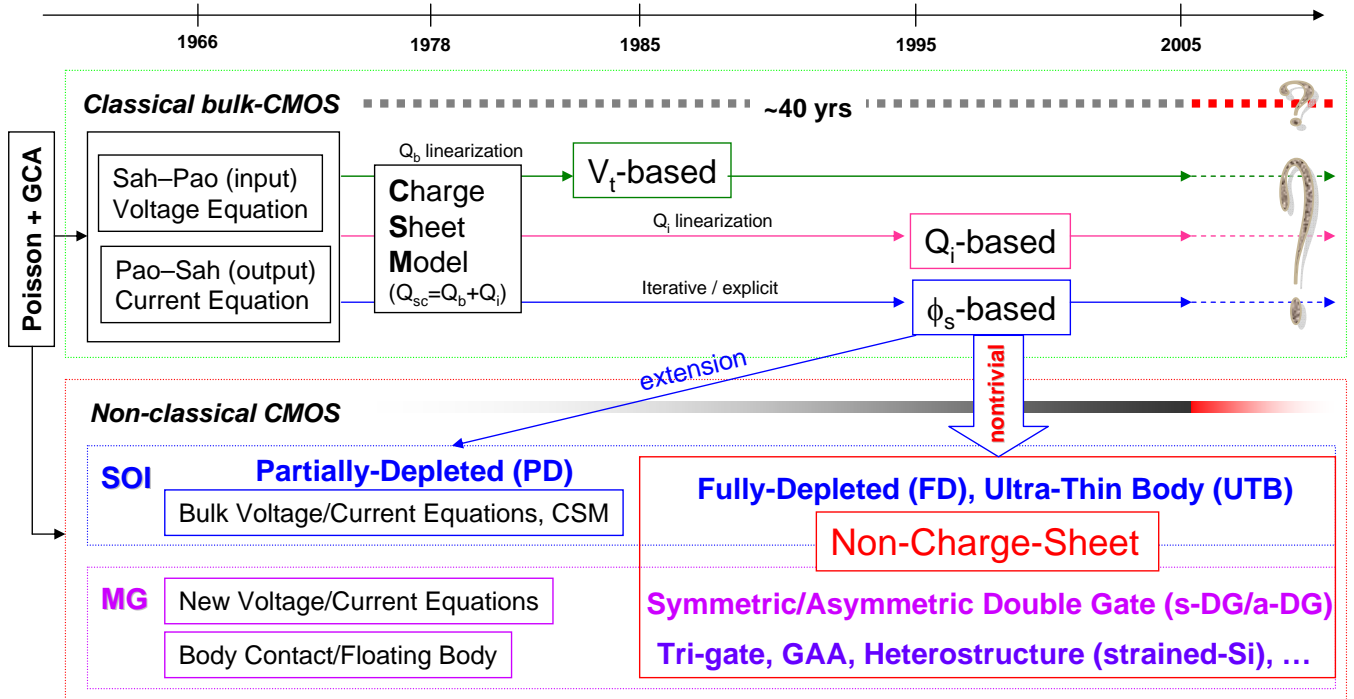 1966
1978
1985
1995
2005
Classical bulk-CMOS
~40 yrs
Poisson + GCA
Sah–Pao (input)
Voltage Equation
Pao–Sah (output)
Current Equation
Charge
Sheet
Model
(Qsc=Qb+Qi)
Qb linearization
Vt-based
Qi linearization
Qi-based
Iterative / explicit
ϕs-based
?
?
extension
nontrivial
Non-classical CMOS
SOI
Partially-Depleted (PD)
Bulk Voltage/Current Equations, CSM
Fully-Depleted (FD), Ultra-Thin Body (UTB)
Non-Charge-Sheet
MG
New Voltage/Current Equations
Body Contact/Floating Body
Symmetric/Asymmetric Double Gate (s-DG/a-DG)
Tri-gate, GAA, Heterostructure (strained-Si), …